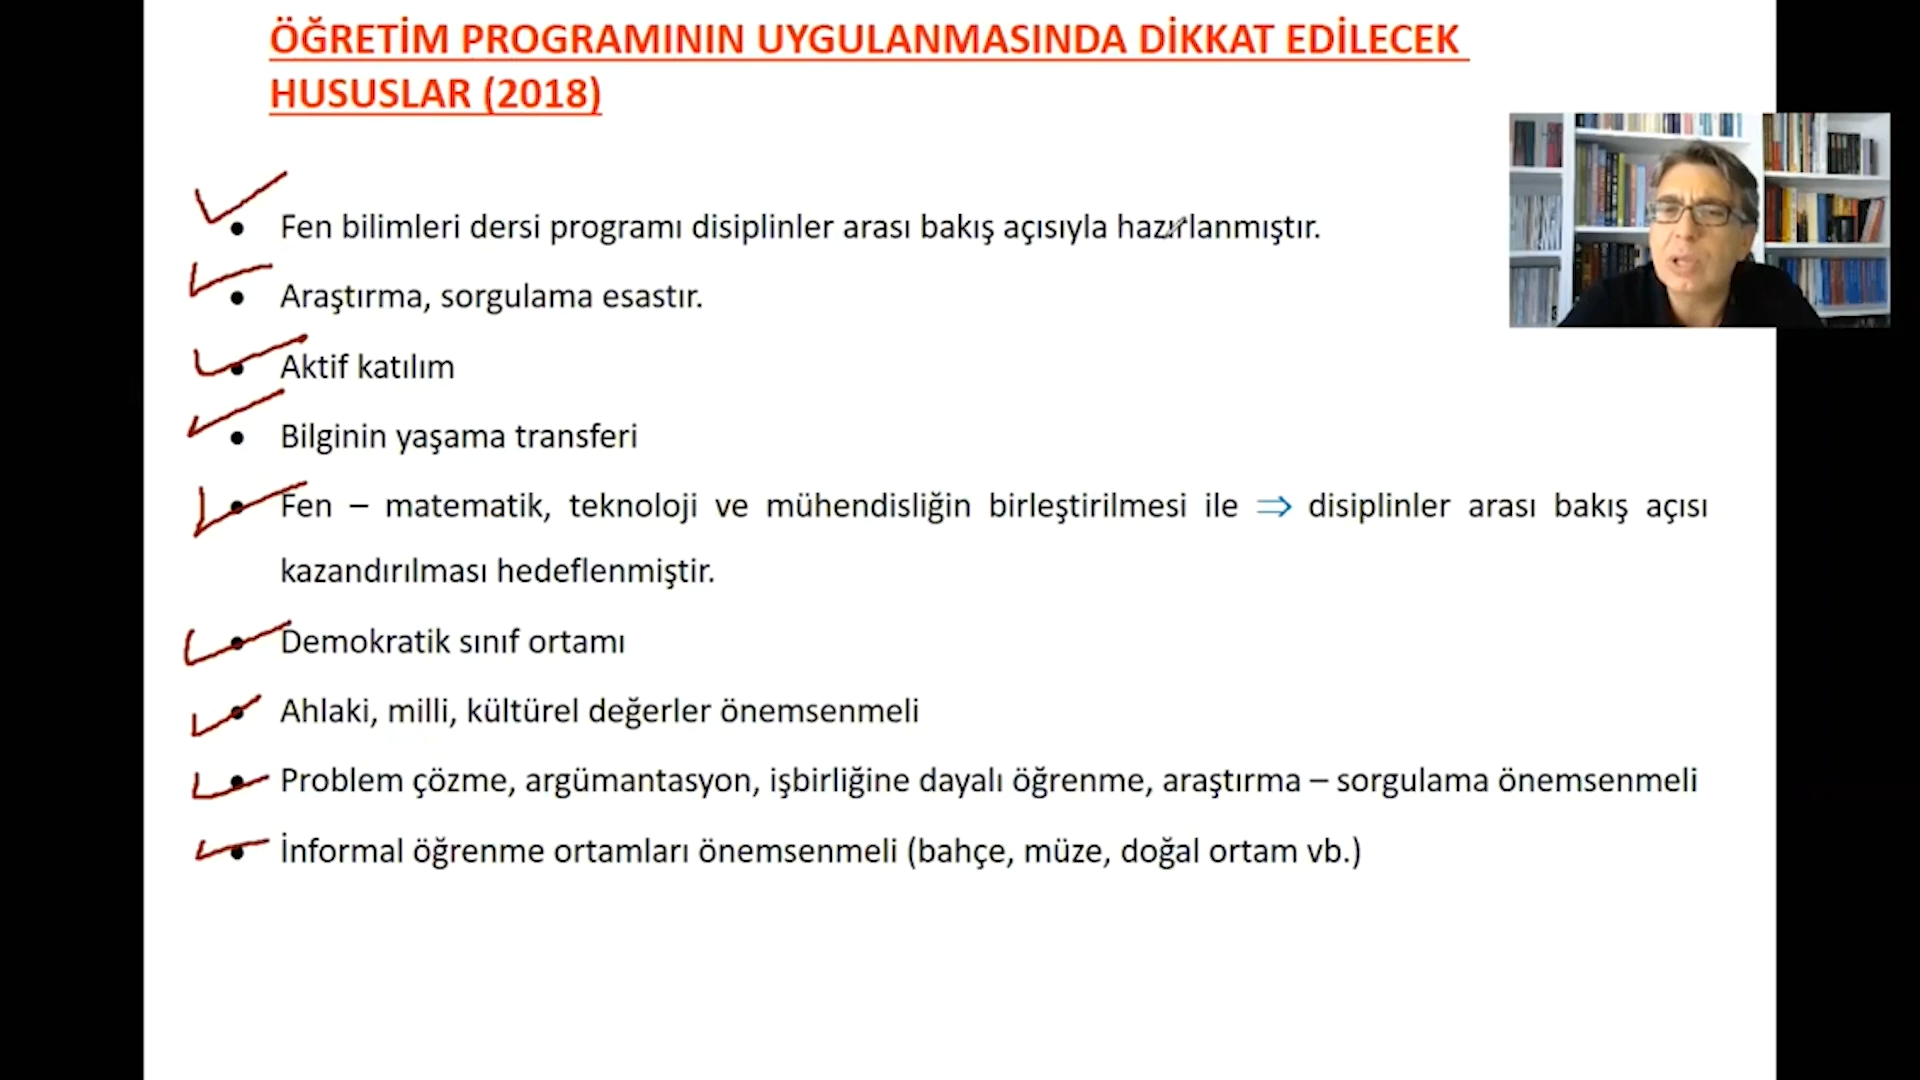 ÖĞRETİM PROGRAMININ UYGULANMASINDA DİKKAT EDİLECEK
HUSUSLAR (2018)
• Fen bilimleri dersi programı disiplinler arası bakış açısıyla hazırlanmıştır.
• Araştırma, sorgulama esastır.
• Aktif katılım
• Bilginin yaşama transferi
• Fen – matematik, teknoloji ve mühendisliğin birleştirilmesi ile ⇒ disiplinler arası bakış açısı
kazandırılması hedeflenmiştir.
• Demokratik sınıf ortamı
• Ahlaki, milli, kültürel değerler önemsenmeli
• Problem çözme, argümantasyon, işbirliğine dayalı öğrenme, araştırma – sorgulama önemsenmeli
• İnformal öğrenme ortamları önemsenmeli (bahçe, müze, doğal ortam vb.)